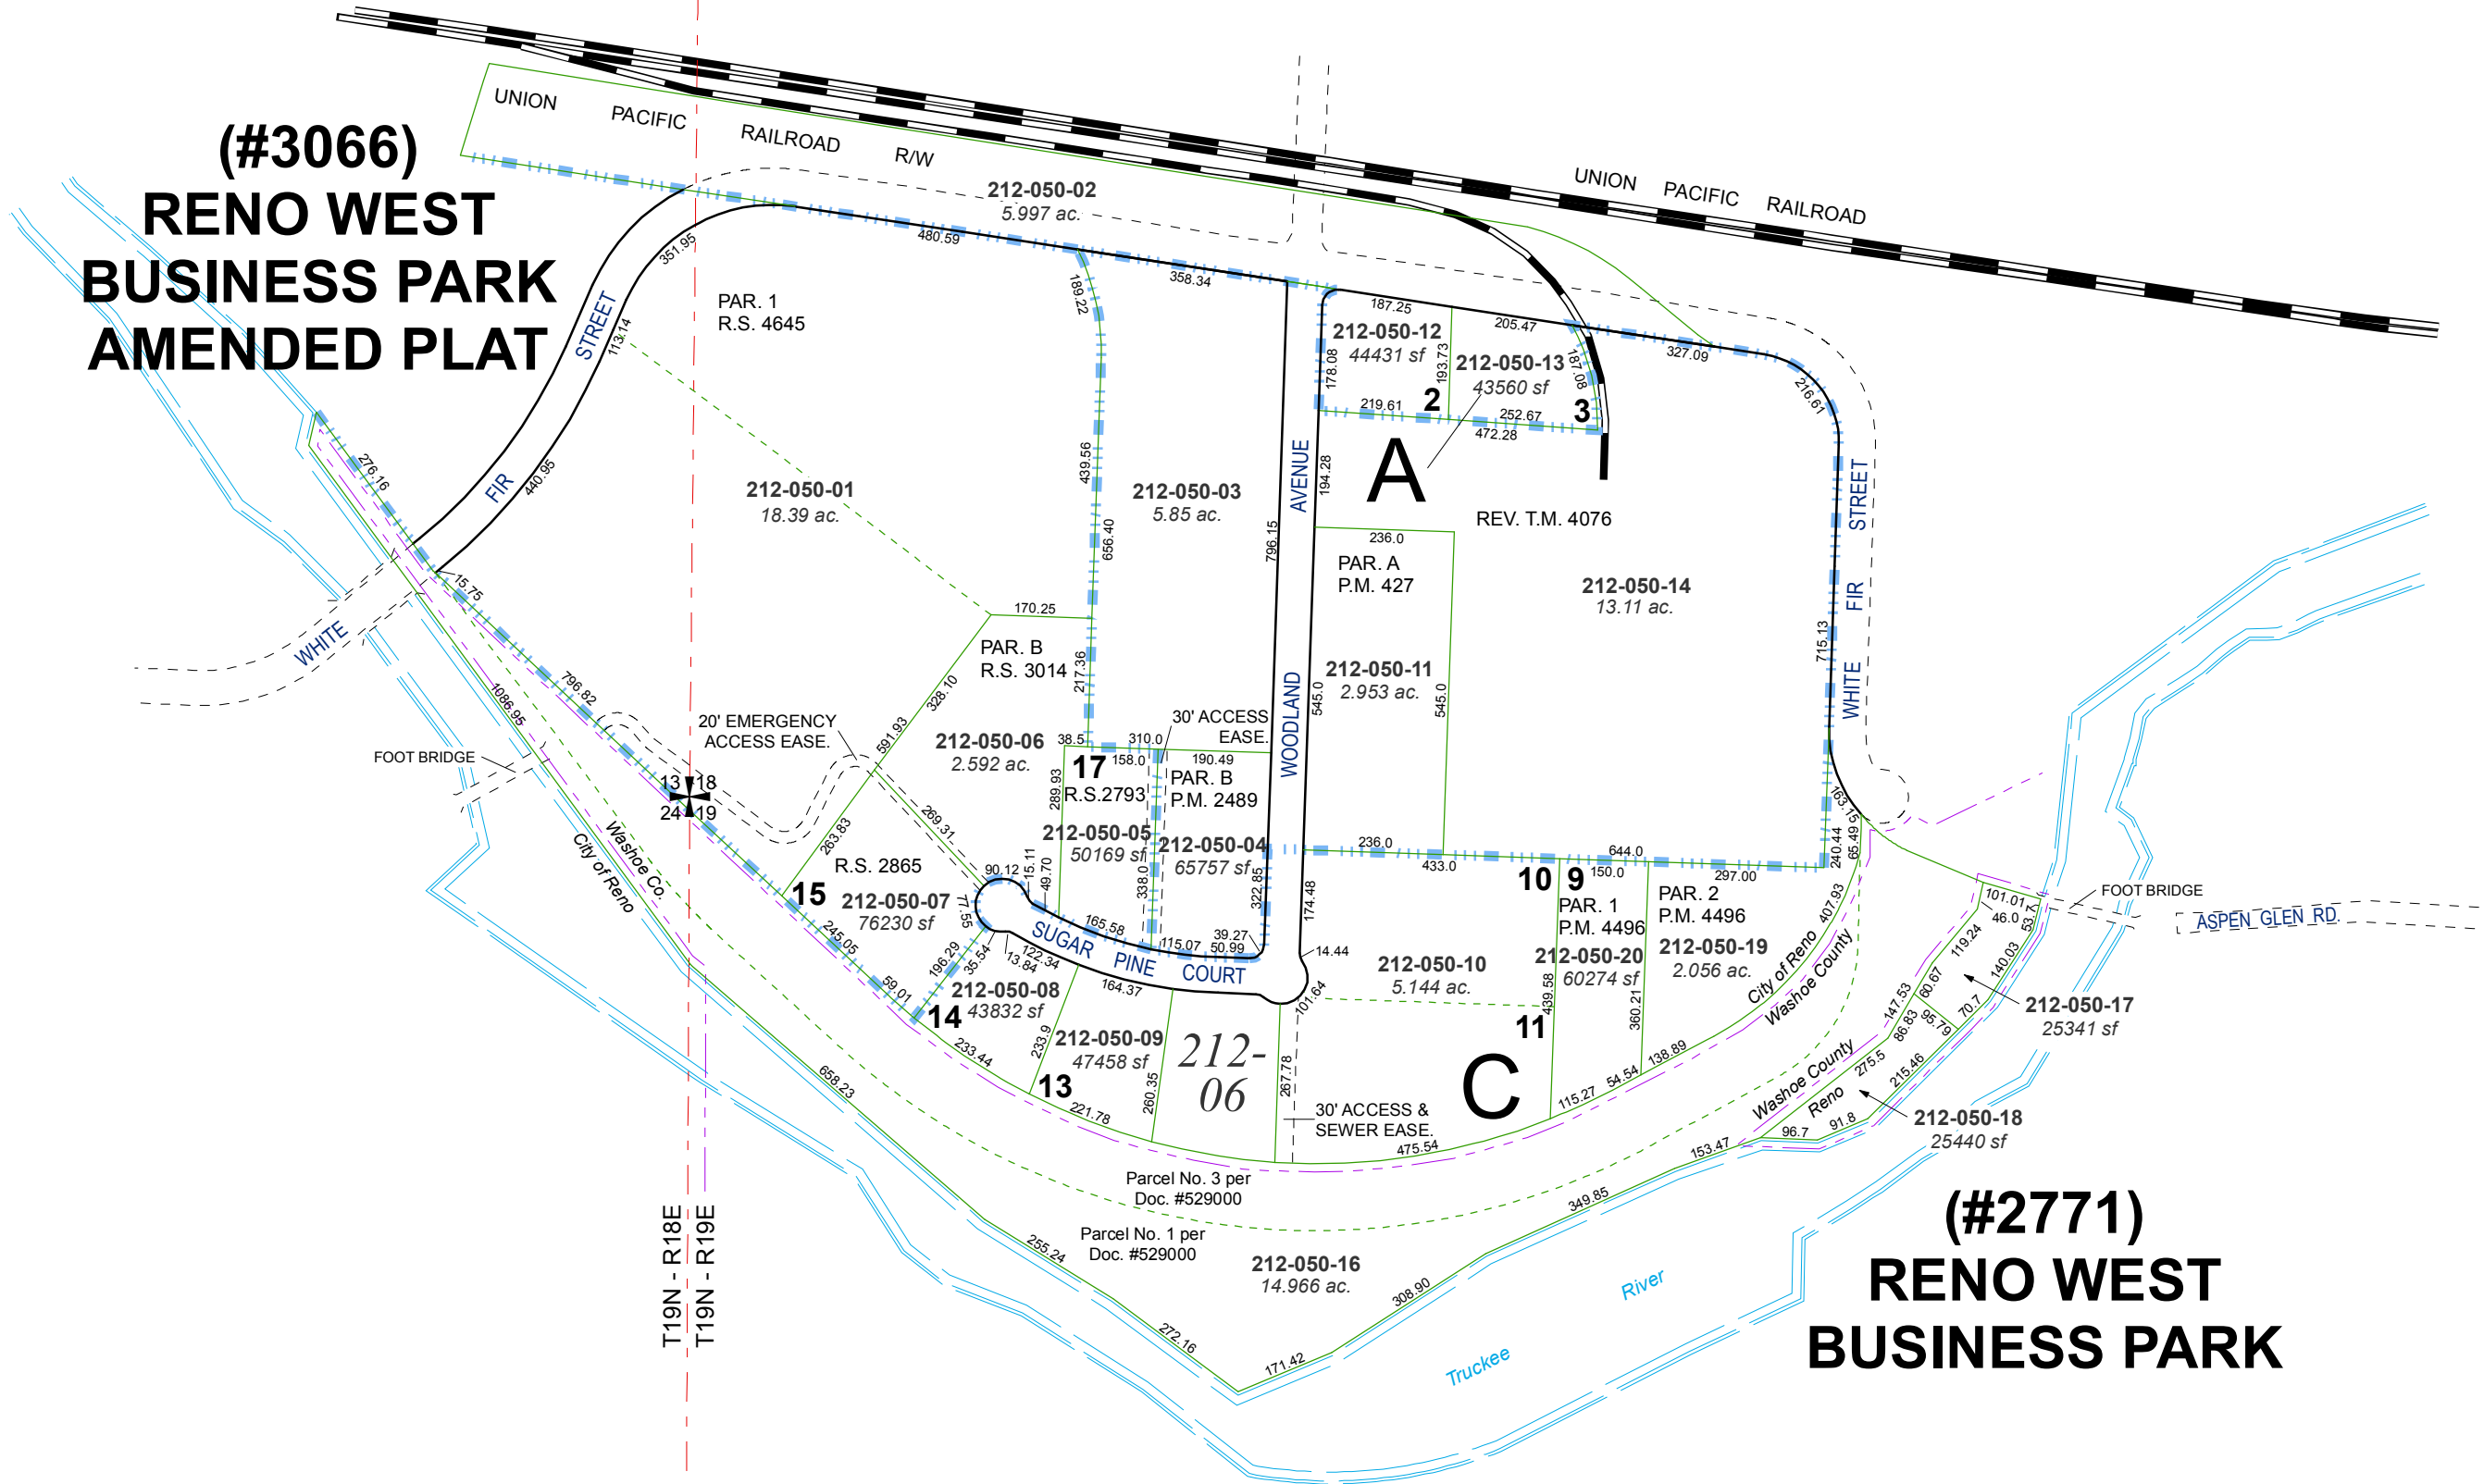 (#3066)
RENO WEST
BUSINESS PARK
AMENDED PLAT
UNION PACIFIC RAILROAD R/W
UNION PACIFIC RAILROAD
212-050-02
5.997 ac.
480.59
358.34
351.95
113.14
440.95
276.16
15.75
WHITE FIR STREET
PAR. 1
R.S. 4645
189.22
187.25
205.47
327.09
216.61
212-050-12
44431 sf
178.08
193.73
212-050-13
43560 sf
187.08
2
3
219.61
252.67
472.28
A
194.28
439.56
656.40
212-050-01
18.39 ac.
212-050-03
5.85 ac.
796.15
WOODLAND AVENUE
REV. T.M. 4076
236.0
PAR. A
P.M. 427
212-050-14
13.11 ac.
715.13
WHITE FIR STREET
212-050-11
2.953 ac.
545.0
545.0
170.25
PAR. B
R.S. 3014
217.36
328.10
591.93
796.82
1086.95
20' EMERGENCY
ACCESS EASE.
FOOT BRIDGE
212-050-06
2.592 ac.
38.5
310.0
158.0
190.49
30' ACCESS
EASE.
17
R.S.2793
PAR. B
P.M. 2489
289.93
212-050-05
50169 sf
212-050-04
65757 sf
338.0
322.85
13 18
24 19
Washoe Co.
City of Reno
263.83
269.31
R.S. 2865
15
212-050-07
76230 sf
90.12
15.11
49.70
77.55
165.58
115.07
50.99
39.27
174.48
14.44
SUGAR PINE COURT
245.05
59.01
196.29
35.54
13.84
122.34
164.37
101.64
14
212-050-08
43832 sf
233.44
233.9
13
212-050-09
47458 sf
221.78
260.35
212-
06
267.78
30' ACCESS &
SEWER EASE.
236.0
433.0
644.0
150.0
297.00
240.44
65.49
163.15
407.93
10
9
PAR. 1
P.M. 4496
PAR. 2
P.M. 4496
212-050-10
5.144 ac.
212-050-20
60274 sf
212-050-19
2.056 ac.
439.58
360.21
11
C
City of Reno
Washoe County
115.27
54.54
138.89
475.54
101.01
46.0
53.7
119.24
140.03
60.67
147.53
70.7
95.79
86.83
275.5
215.46
96.7
91.8
153.47
FOOT BRIDGE
ASPEN GLEN RD.
212-050-17
25341 sf
212-050-18
25440 sf
Washoe County
Reno
Parcel No. 3 per
Doc. #529000
Parcel No. 1 per
Doc. #529000
212-050-16
14.966 ac.
658.23
255.24
272.16
171.42
308.90
349.85
Truckee River
T19N - R18E
T19N - R19E
(#2771)
RENO WEST
BUSINESS PARK